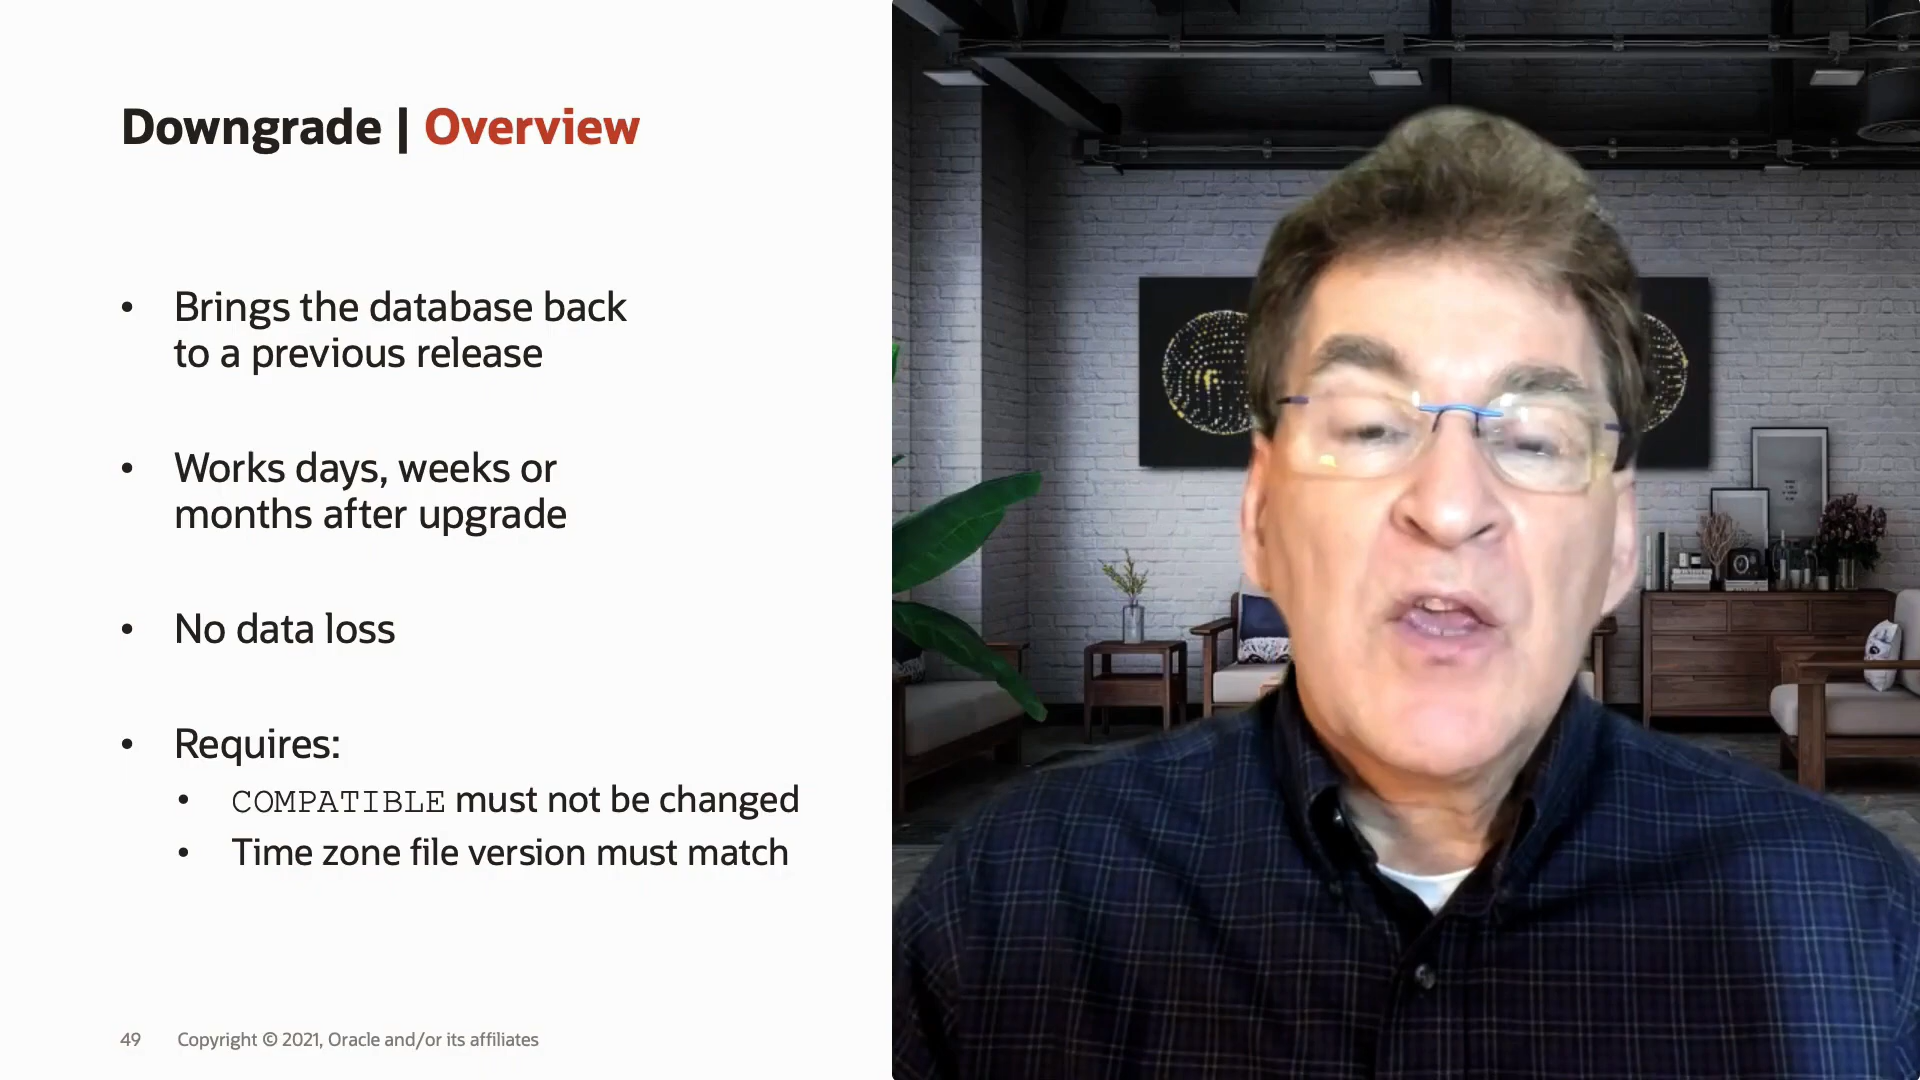 Downgrade | Overview
• Brings the database back
to a previous release
• Works days, weeks or
months after upgrade
• No data loss
• Requires:
• COMPATIBLE must not be changed
• Time zone file version must match
49 Copyright © 2021, Oracle and/or its affiliates